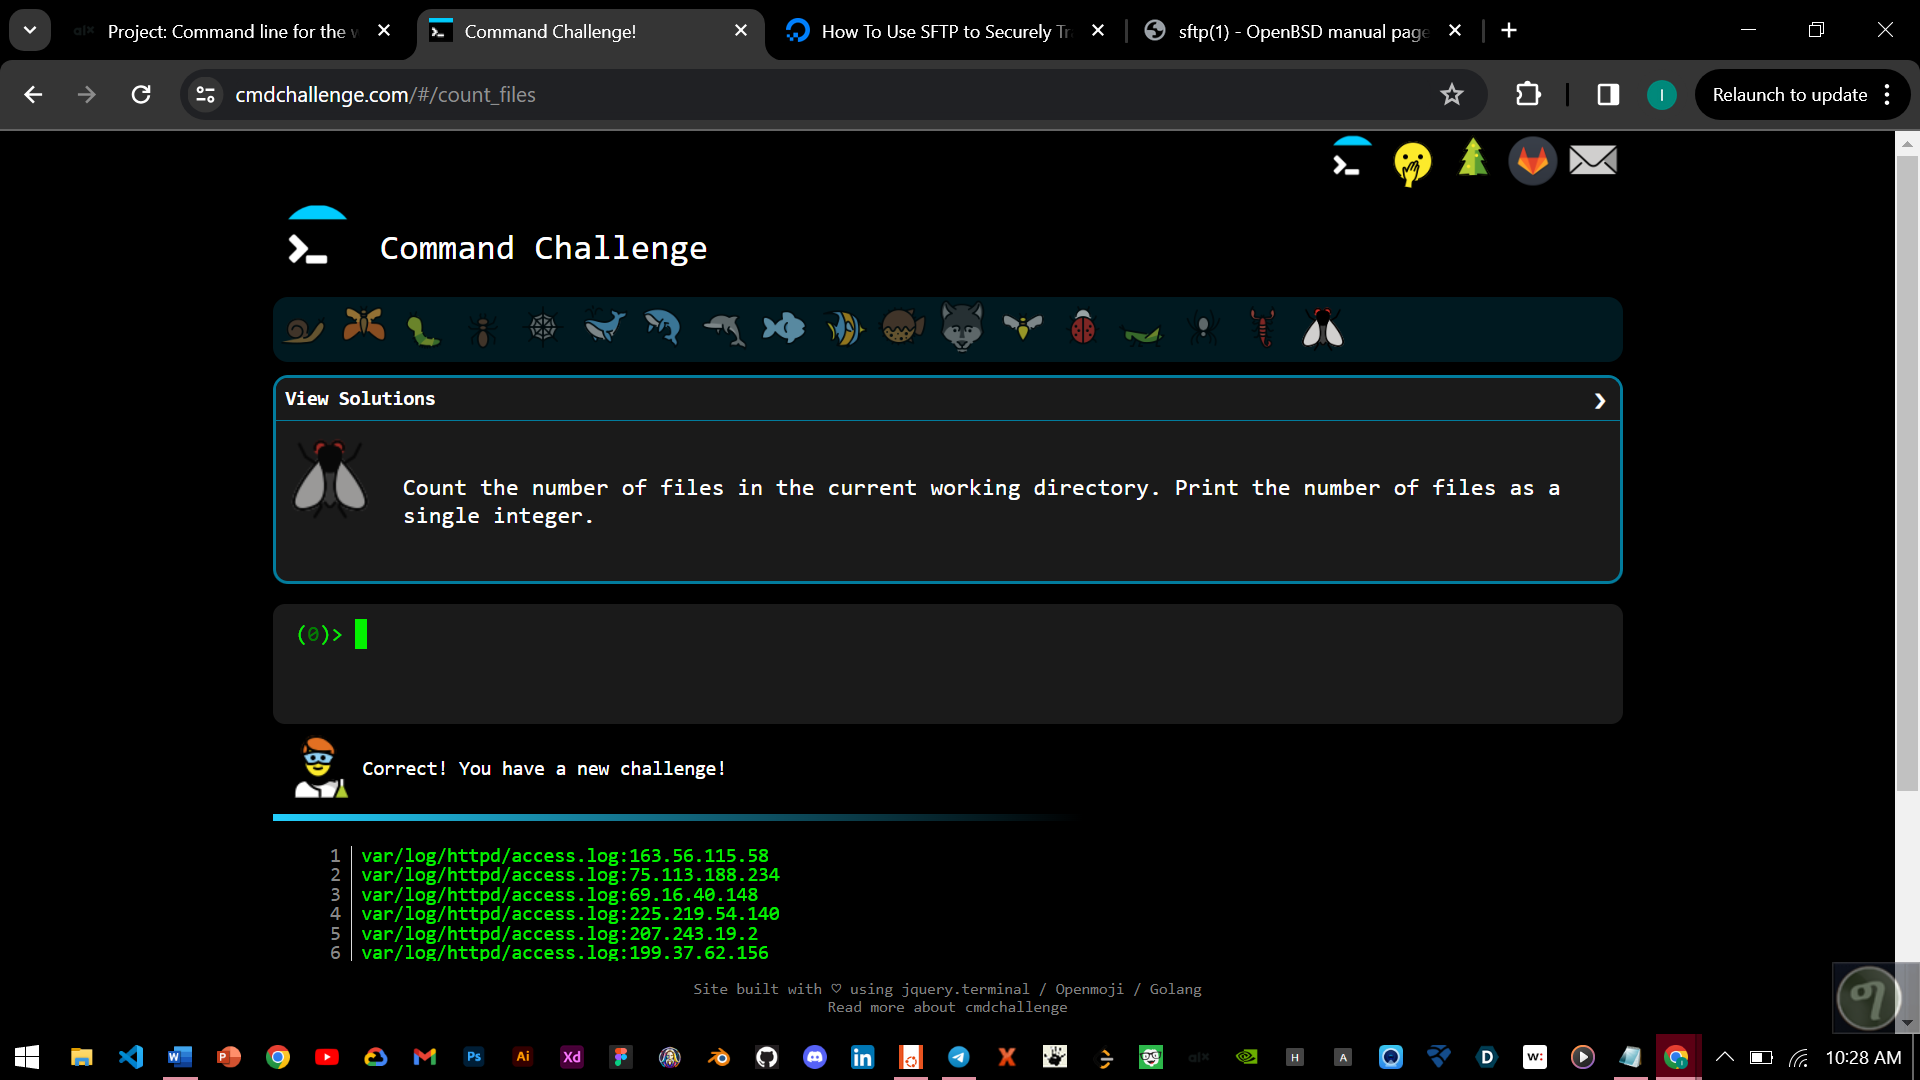 Project: Command line for the w
Command Challenge!
How To Use SFTP to Securely Tr
sftp(1) - OpenBSD manual page
cmdchallenge.com/#/count_files
I
Relaunch to update
Command Challenge
View Solutions
Count the number of files in the current working directory. Print the number of files as a
single integer.
(0)>
Correct! You have a new challenge!
1 var/log/httpd/access.log:163.56.115.58
2 var/log/httpd/access.log:75.113.188.234
3 var/log/httpd/access.log:69.16.40.148
4 var/log/httpd/access.log:225.219.54.140
5 var/log/httpd/access.log:207.243.19.2
6 var/log/httpd/access.log:199.37.62.156
Site built with ♡ using jquery.terminal / Openmoji / Golang
Read more about cmdchallenge
Ps Ai Xd in H A D w: 10:28 AM